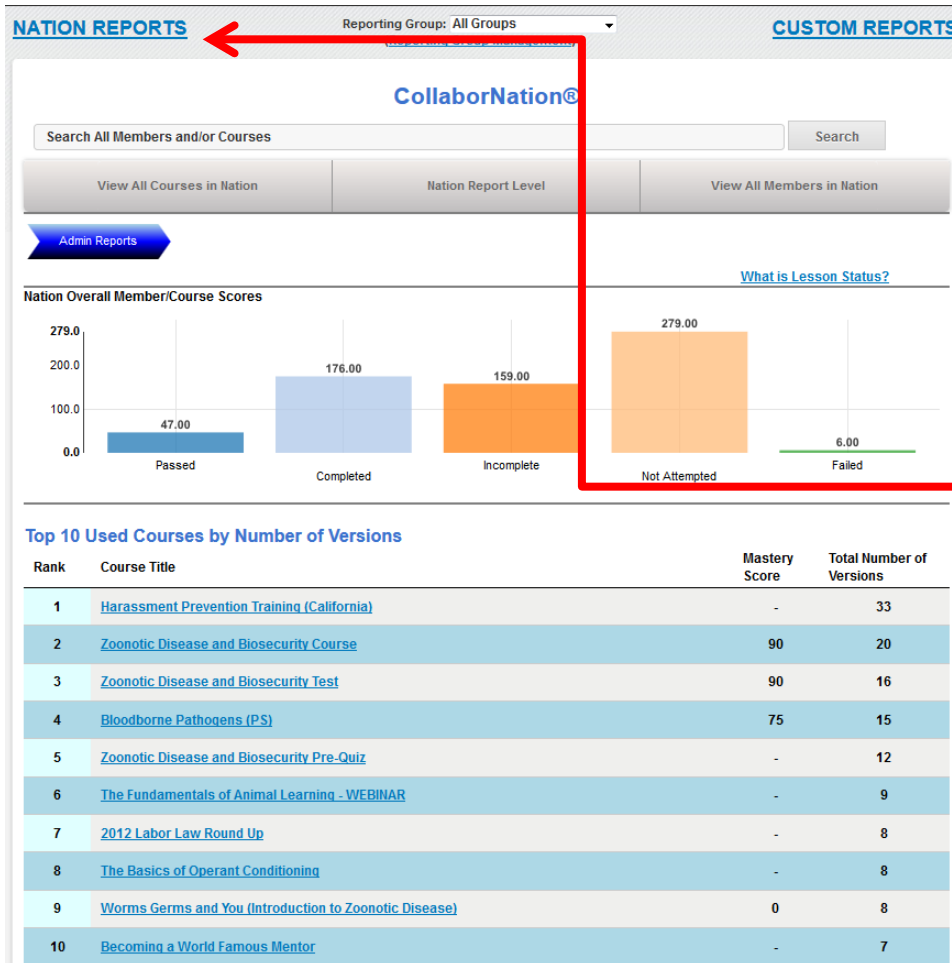 NATION REPORTS
Reporting Group: All Groups
CUSTOM REPORTS
(Reporting Group Management)
CollaborNation®
Search All Members and/or Courses
Search
View All Courses in Nation
Nation Report Level
View All Members in Nation
Admin Reports
What is Lesson Status?
Nation Overall Member/Course Scores
279.0
200.0
100.0
0.0
47.00
176.00
159.00
279.00
6.00
Passed
Completed
Incomplete
Not Attempted
Failed
Top 10 Used Courses by Number of Versions
Rank Course Title Mastery Score Total Number of Versions
1 Harassment Prevention Training (California) - 33
2 Zoonotic Disease and Biosecurity Course 90 20
3 Zoonotic Disease and Biosecurity Test 90 16
4 Bloodborne Pathogens (PS) 75 15
5 Zoonotic Disease and Biosecurity Pre-Quiz - 12
6 The Fundamentals of Animal Learning - WEBINAR - 9
7 2012 Labor Law Round Up - 8
8 The Basics of Operant Conditioning - 8
9 Worms Germs and You (Introduction to Zoonotic Disease) 0 8
10 Becoming a World Famous Mentor - 7